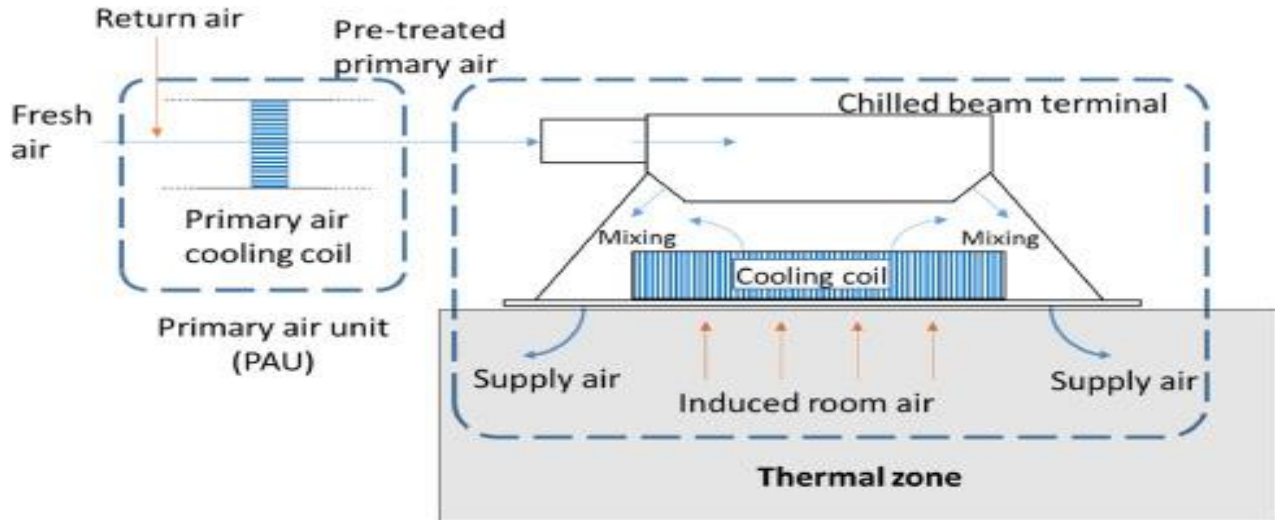 Return air
Pre-treated
primary air
Fresh
air
Chilled beam terminal
Primary air
cooling coil
Mixing
Mixing
Cooling coil
Primary air unit
(PAU)
Supply air
Induced room air
Supply air
Thermal zone